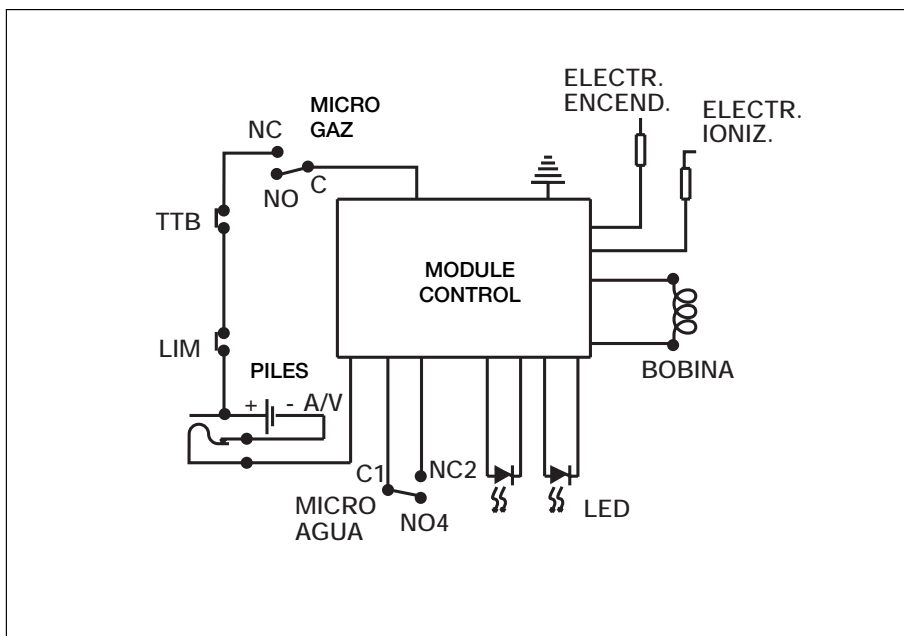 ELECTR.
ENCEND.
ELECTR.
IONIZ.
MICRO
GAZ
NC
NO
C
TTB
MODULE
CONTROL
LIM
PILES
+ - A/V
BOBINA
C1
NC2
MICRO
AGUA
NO4
LED